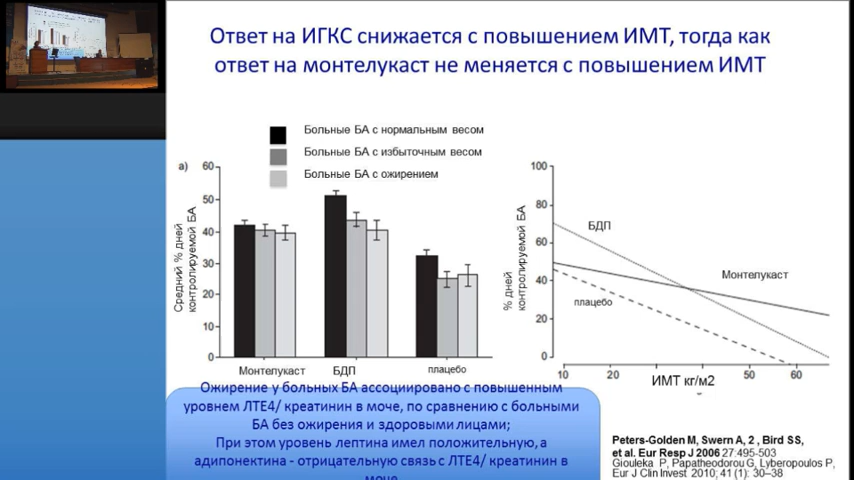 Ответ на ИГКС снижается с повышением ИМТ, тогда как
ответ на монтелукаст не меняется с повышением ИМТ
Больные БА с нормальным весом
Больные БА с избыточным весом
Больные БА с ожирением
а)
Средний % дней
контролируемой БА
60
50
40
30
20
10
0
Монтелукаст
БДП
плацебо
% дней
контролируемой БА
100
80
60
40
20
0
БДП
Монтелукаст
плацебо
10
20
50
60
ИМТ кг/м2
Ожирение у больных БА ассоциировано с повышенным
уровнем ЛТЕ4/ креатинин в моче, по сравнению с больными
БА без ожирения и здоровыми лицами;
При этом уровень лептина имел положительную, а
адипонектина - отрицательную связь с ЛТЕ4/ креатинин в
моче
Peters-Golden M, Swern A, 2 , Bird SS,
et al. Eur Resp J 2006 27:495-503
Giouleka P, Papatheodorou G, Lyberopoulos P,
Eur J Clin Invest 2010; 41 (1): 30–38